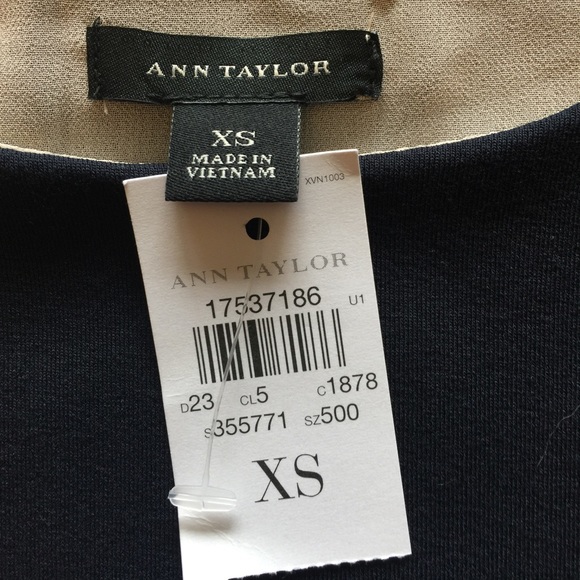 ANN TAYLOR
XS
MADE IN
VIETNAM
XVN1003
ANN TAYLOR
17537186 U1
D23 CL5 C1878
S355771 SZ500
XS